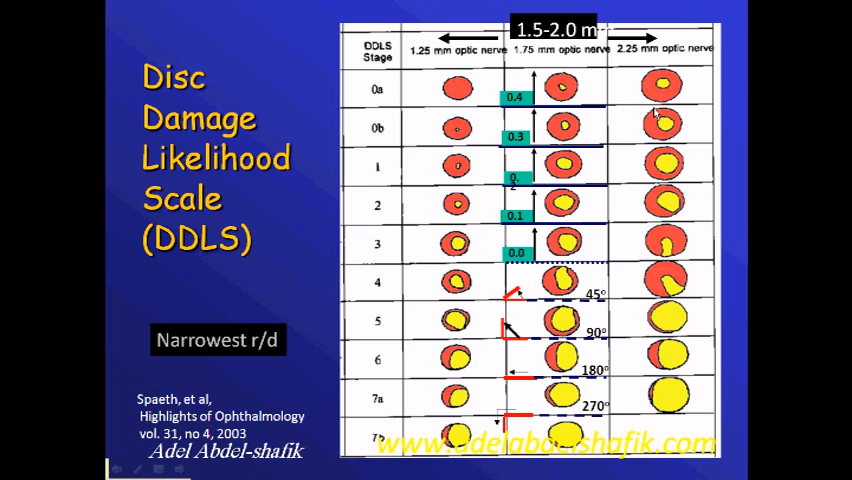 1.5-2.0 m
DDLS Stage
1.25 mm optic nerve
1.75 mm optic nerve
2.25 mm optic nerve
Disc
Damage
Likelihood
Scale
(DDLS)
0a
0.4
0b
0.3
1
0.
2
2
0.1
3
0.0
4
45°
5
90°
Narrowest r/d
6
180°
7a
270°
7b
Spaeth, et al,
Highlights of Ophthalmology
vol. 31, no 4, 2003
Adel Abdel-shafik
www.adelabdelshafik.com